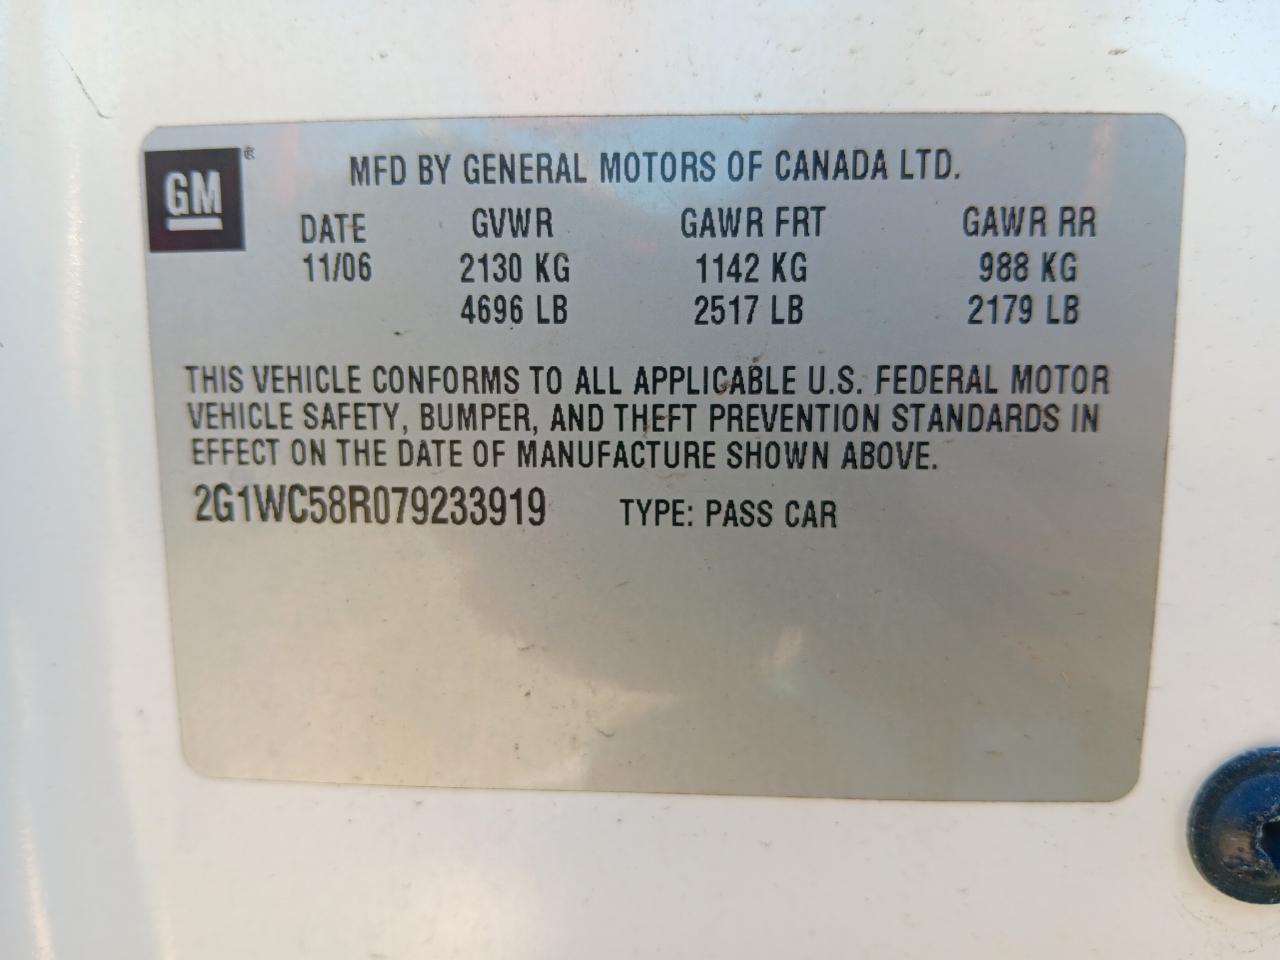 GM®
MFD BY GENERAL MOTORS OF CANADA LTD.
DATE GVWR GAWR FRT GAWR RR
11/06 2130 KG 1142 KG 988 KG
4696 LB 2517 LB 2179 LB
THIS VEHICLE CONFORMS TO ALL APPLICABLE U.S. FEDERAL MOTOR
VEHICLE SAFETY, BUMPER, AND THEFT PREVENTION STANDARDS IN
EFFECT ON THE DATE OF MANUFACTURE SHOWN ABOVE.
2G1WC58R079233919 TYPE: PASS CAR